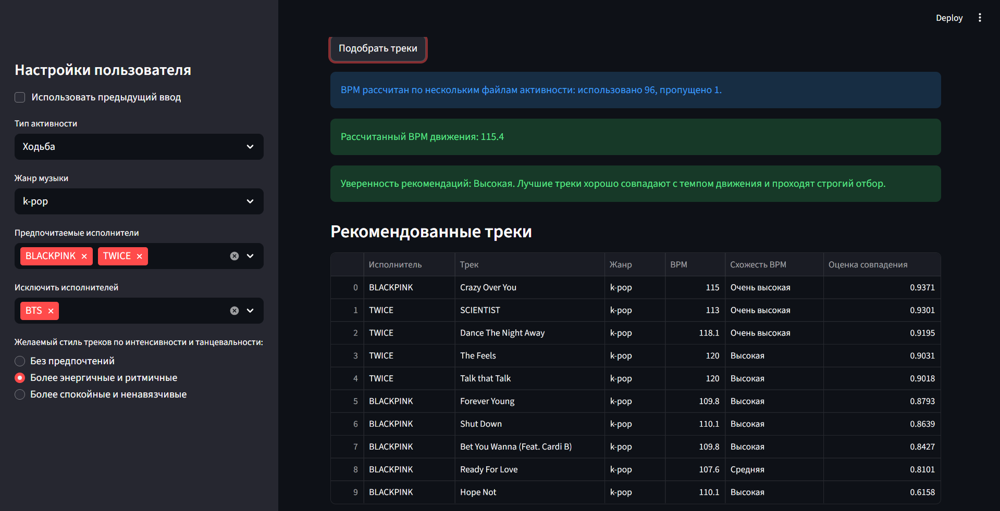 Deploy
Настройки пользователя
Использовать предыдущий ввод
Тип активности
Ходьба
Жанр музыки
k-pop
Предпочитаемые исполнители
BLACKPINK TWICE
Исключить исполнителей
BTS
Желаемый стиль треков по интенсивности и танцевальности:
Без предпочтений
Более энергичные и ритмичные
Более спокойные и ненавязчивые
Подобрать треки
BPM рассчитан по нескольким файлам активности: использовано 96, пропущено 1.
Рассчитанный BPM движения: 115.4
Уверенность рекомендаций: Высокая. Лучшие треки хорошо совпадают с темпом движения и проходят строгий отбор.
Рекомендованные треки
Исполнитель Трек Жанр BPM Схожесть BPM Оценка совпадения
0 BLACKPINK Crazy Over You k-pop 115 Очень высокая 0.9371
1 TWICE SCIENTIST k-pop 113 Очень высокая 0.9301
2 TWICE Dance The Night Away k-pop 118.1 Очень высокая 0.9195
3 TWICE The Feels k-pop 120 Высокая 0.9031
4 TWICE Talk that Talk k-pop 120 Высокая 0.9018
5 BLACKPINK Forever Young k-pop 109.8 Высокая 0.8793
6 BLACKPINK Shut Down k-pop 110.1 Высокая 0.8639
7 BLACKPINK Bet You Wanna (Feat. Cardi B) k-pop 109.8 Высокая 0.8427
8 BLACKPINK Ready For Love k-pop 107.6 Средняя 0.8101
9 BLACKPINK Hope Not k-pop 110.1 Высокая 0.6158